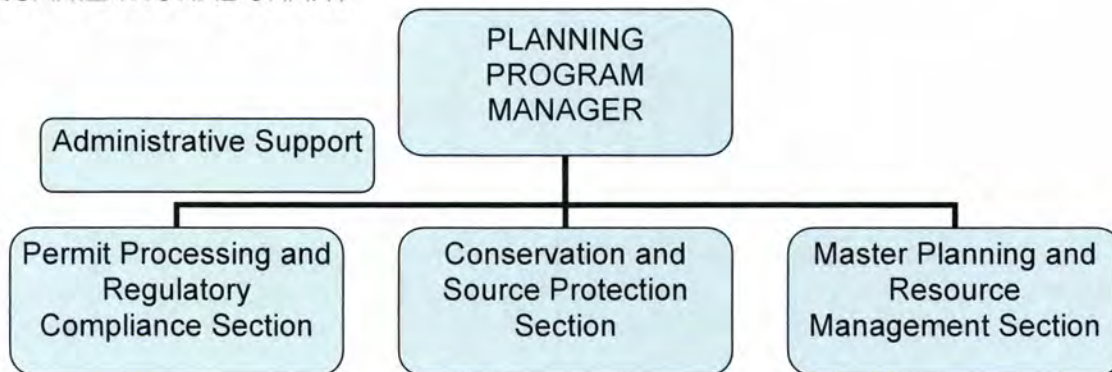 PLANNING
PROGRAM
MANAGER
Administrative Support
Permit Processing and
Regulatory
Compliance Section
Conservation and
Source Protection
Section
Master Planning and
Resource
Management Section